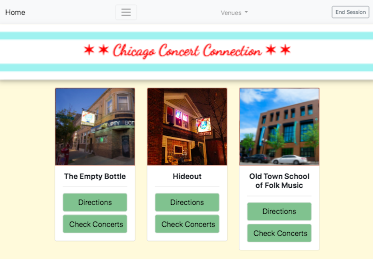 Home
Venues
End Session
✶ ✶ Chicago Concert Connection ✶ ✶
The Empty Bottle
Directions
Check Concerts
Hideout
Directions
Check Concerts
Old Town School
of Folk Music
Directions
Check Concerts